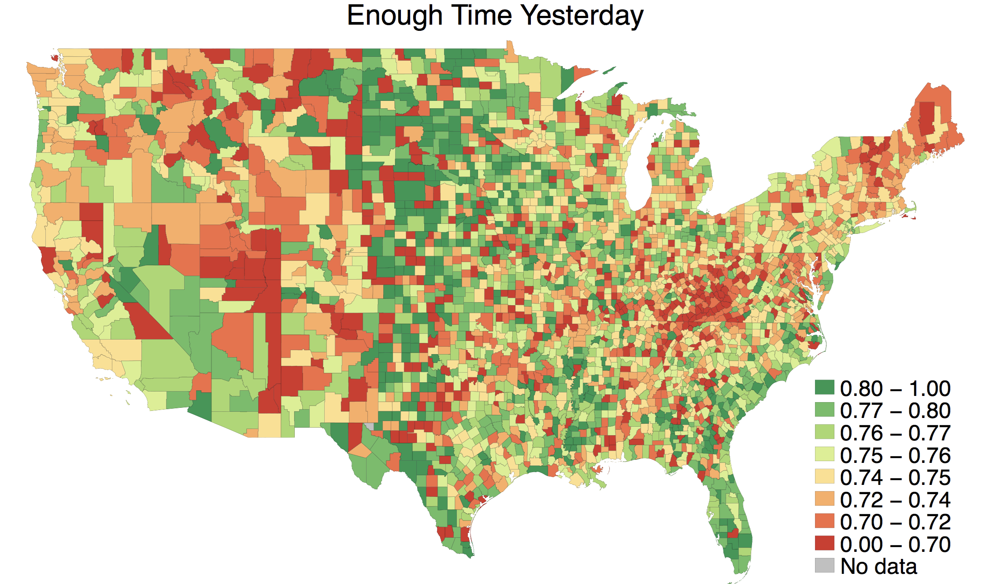 Enough Time Yesterday
0.80 – 1.00
0.77 – 0.80
0.76 – 0.77
0.75 – 0.76
0.74 – 0.75
0.72 – 0.74
0.70 – 0.72
0.00 – 0.70
No data